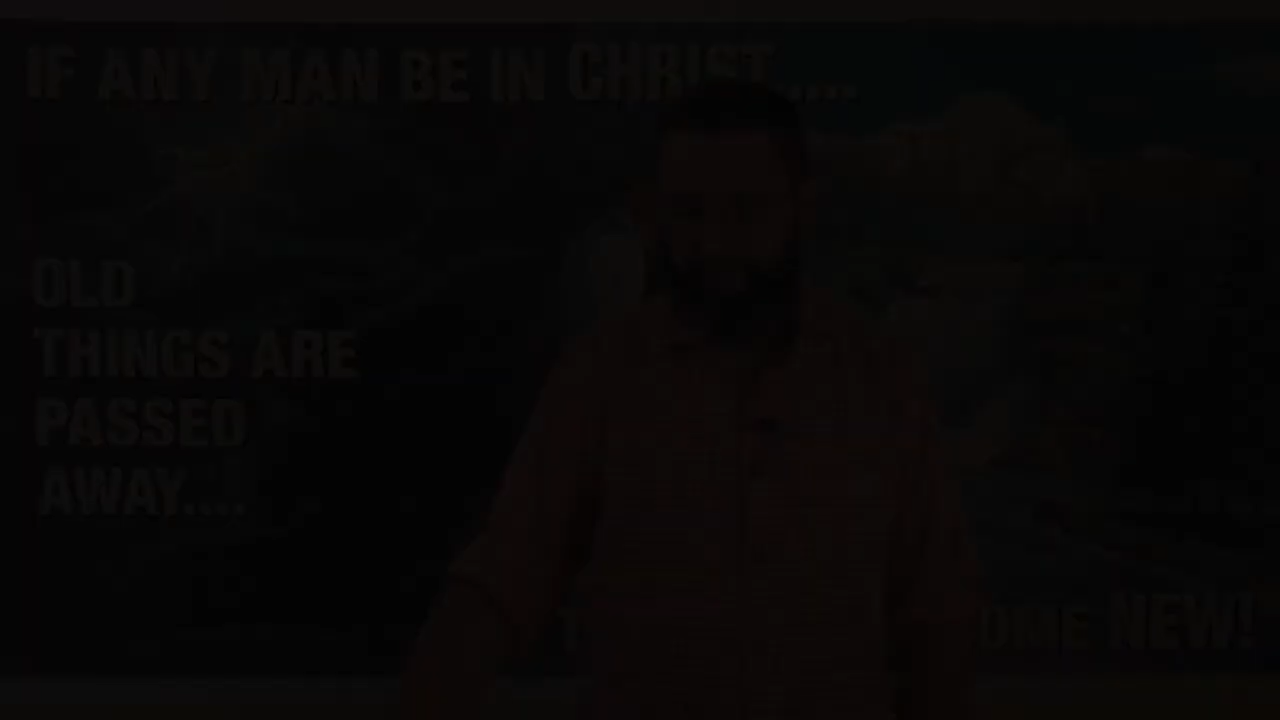 IF ANY MAN BE IN CHRIST.....
OLD
THINGS ARE
PASSED
AWAY....
NEW!